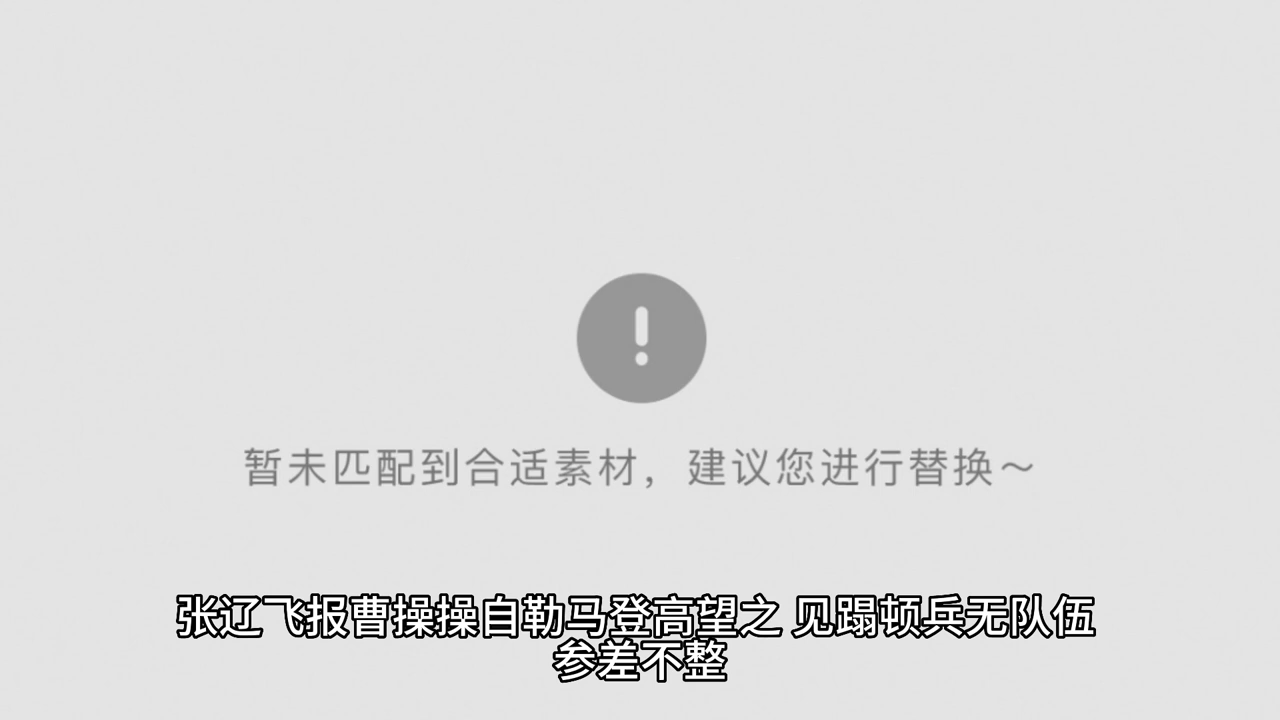 暂未匹配到合适素材，建议您进行替换～
张辽飞报曹操操自勒马登高望之 见蹋顿兵无队伍
参差不整